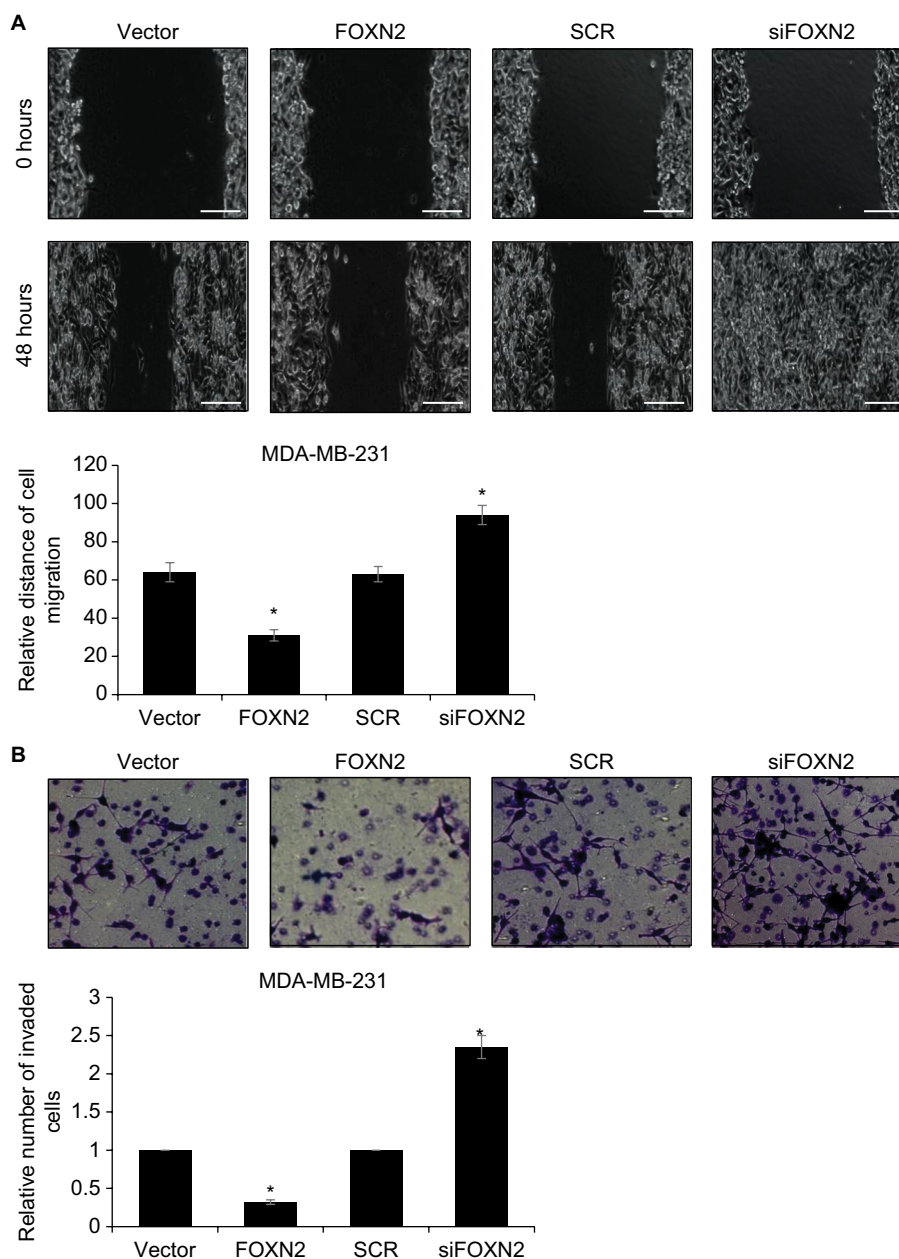 A
Vector
FOXN2
SCR
siFOXN2
0 hours
48 hours
MDA-MB-231
Relative distance of cell
migration
120
100
80
60
40
20
0
*
*
Vector
FOXN2
SCR
siFOXN2
B
Vector
FOXN2
SCR
siFOXN2
MDA-MB-231
Relative number of invaded
cells
3
2.5
2
1.5
1
0.5
0
*
*
Vector
FOXN2
SCR
siFOXN2